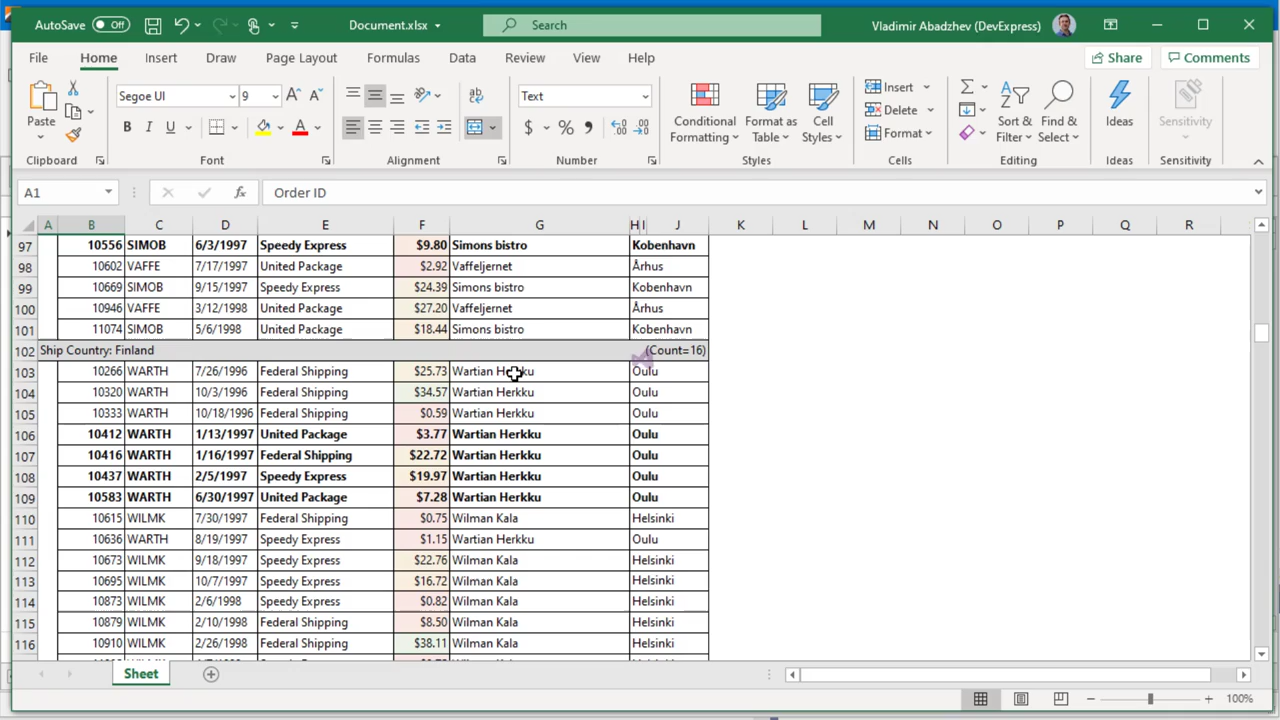 AutoSave Off Document.xlsx Search Vladimir Abadzhev (DevExpress)
File Home Insert Draw Page Layout Formulas Data Review View Help Share Comments
Paste Segoe UI 9 Text Conditional Formatting Format as Table Cell Styles Insert Delete Format Sort & Filter Find & Select Ideas Sensitivity
Clipboard Font Alignment Number Styles Cells Editing Ideas Sensitivity
A1 fx Order ID
A B C D E F G H I J K L M N O P Q R
97 10556 SIMOB 6/3/1997 Speedy Express $9.80 Simons bistro Kobenhavn
98 10602 VAFFE 7/17/1997 United Package $2.92 Vaffeljernet Århus
99 10669 SIMOB 9/15/1997 Speedy Express $24.39 Simons bistro Kobenhavn
100 10946 VAFFE 3/12/1998 United Package $27.20 Vaffeljernet Århus
101 11074 SIMOB 5/6/1998 United Package $18.44 Simons bistro Kobenhavn
102 Ship Country: Finland (Count=16)
103 10266 WARTH 7/26/1996 Federal Shipping $25.73 Wartian Herkku Oulu
104 10320 WARTH 10/3/1996 Federal Shipping $34.57 Wartian Herkku Oulu
105 10333 WARTH 10/18/1996 Federal Shipping $0.59 Wartian Herkku Oulu
106 10412 WARTH 1/13/1997 United Package $3.77 Wartian Herkku Oulu
107 10416 WARTH 1/16/1997 Federal Shipping $22.72 Wartian Herkku Oulu
108 10437 WARTH 2/5/1997 Speedy Express $19.97 Wartian Herkku Oulu
109 10583 WARTH 6/30/1997 United Package $7.28 Wartian Herkku Oulu
110 10615 WILMK 7/30/1997 Federal Shipping $0.75 Wilman Kala Helsinki
111 10636 WARTH 8/19/1997 Speedy Express $1.15 Wartian Herkku Oulu
112 10673 WILMK 9/18/1997 Speedy Express $22.76 Wilman Kala Helsinki
113 10695 WILMK 10/7/1997 Speedy Express $16.72 Wilman Kala Helsinki
114 10873 WILMK 2/6/1998 Speedy Express $0.82 Wilman Kala Helsinki
115 10879 WILMK 2/10/1998 Federal Shipping $8.50 Wilman Kala Helsinki
116 10910 WILMK 2/26/1998 Federal Shipping $38.11 Wilman Kala Helsinki
Sheet
100%